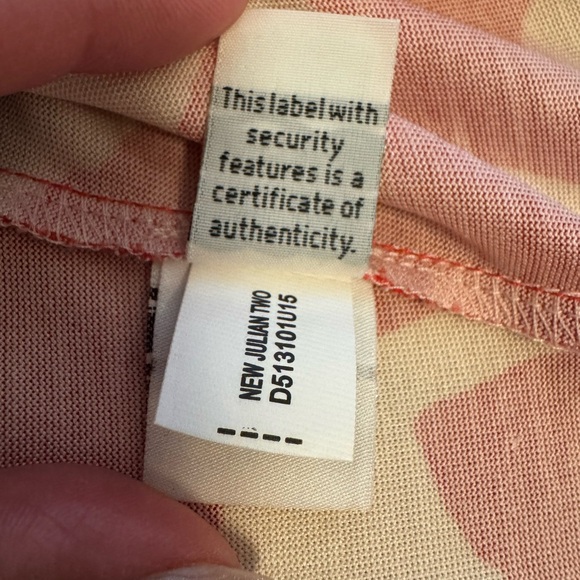 This label with
security
features is a
certificate of
authenticity.
NEW JULIAN TWO
D513101U15